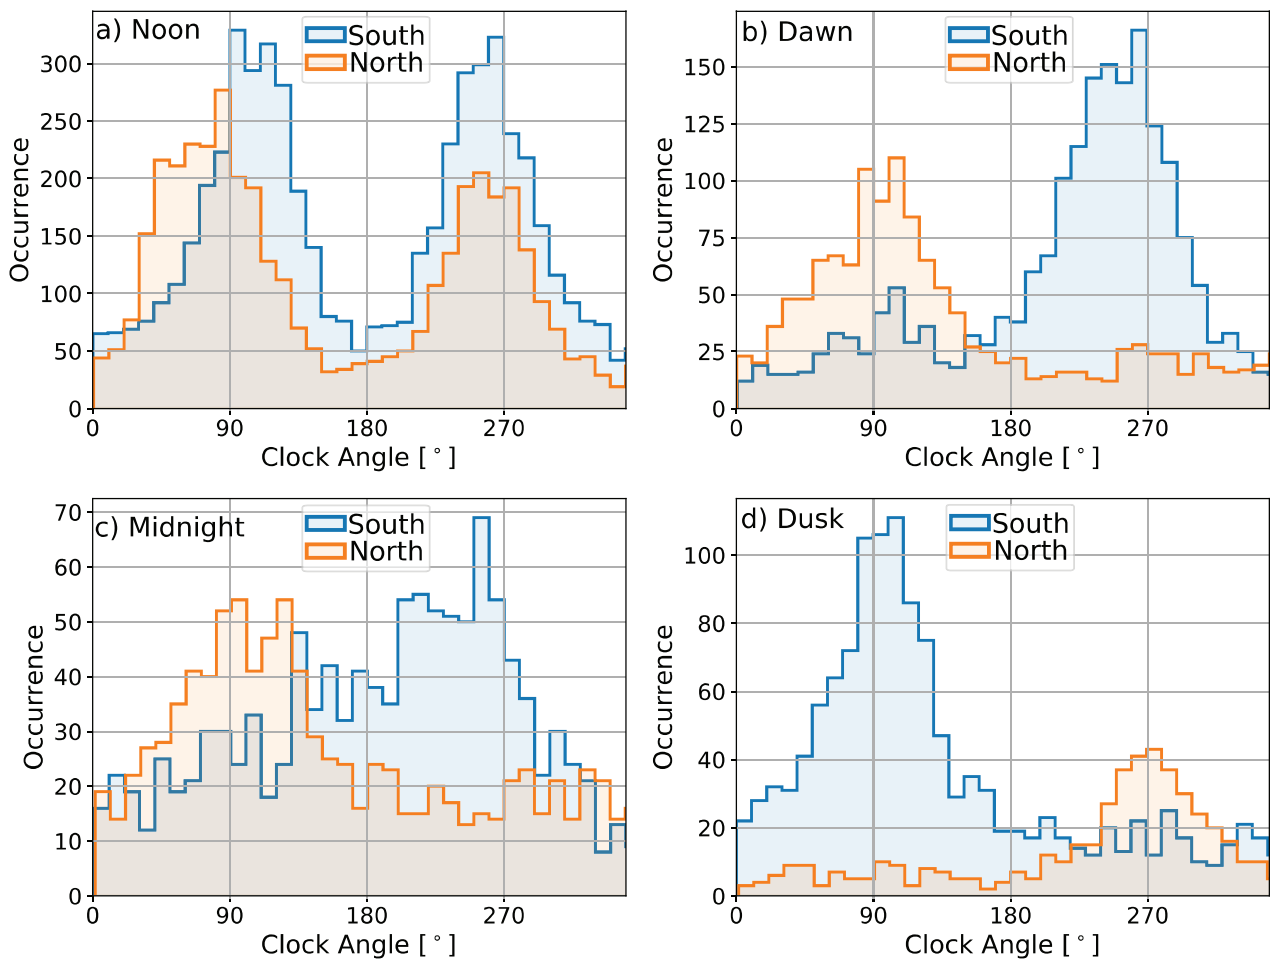 a) Noon
South
North
Occurrence
300
250
200
150
100
50
0
0 90 180 270
Clock Angle [°]
b) Dawn
South
North
Occurrence
150
125
100
75
50
25
0
0 90 180 270
Clock Angle [°]
c) Midnight
South
North
Occurrence
70
60
50
40
30
20
10
0
0 90 180 270
Clock Angle [°]
d) Dusk
South
North
Occurrence
100
80
60
40
20
0
0 90 180 270
Clock Angle [°]